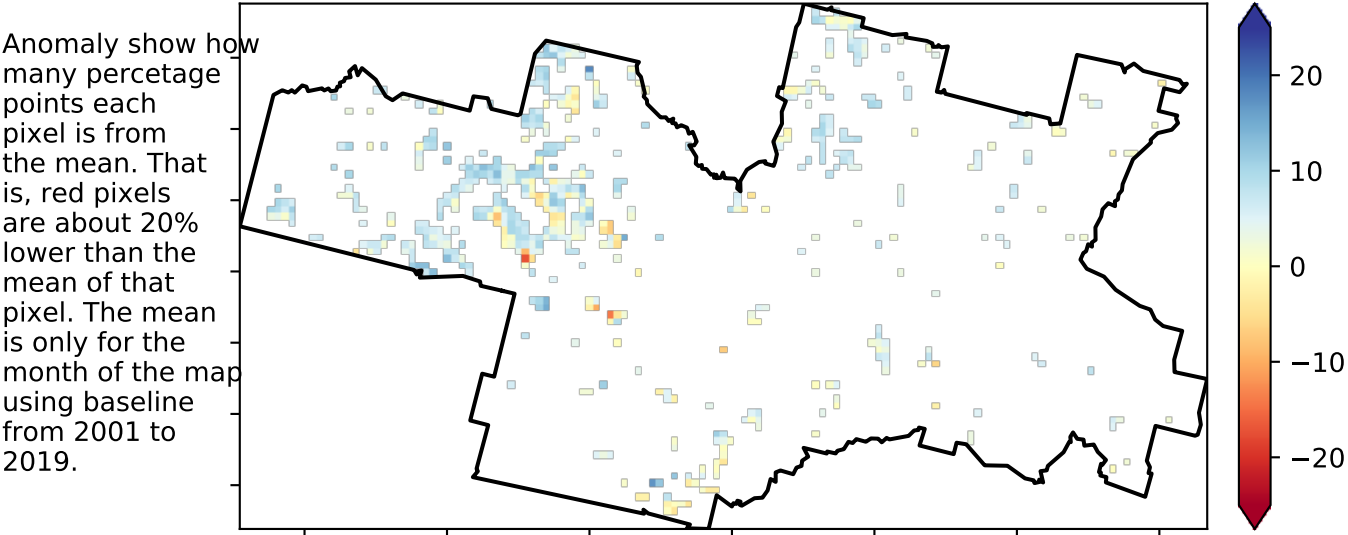 Anomaly show how
many percetage
points each
pixel is from
the mean. That
is, red pixels
are about 20%
lower than the
mean of that
pixel. The mean
is only for the
month of the map
using baseline
from 2001 to
2019.
20
10
0
−10
−20